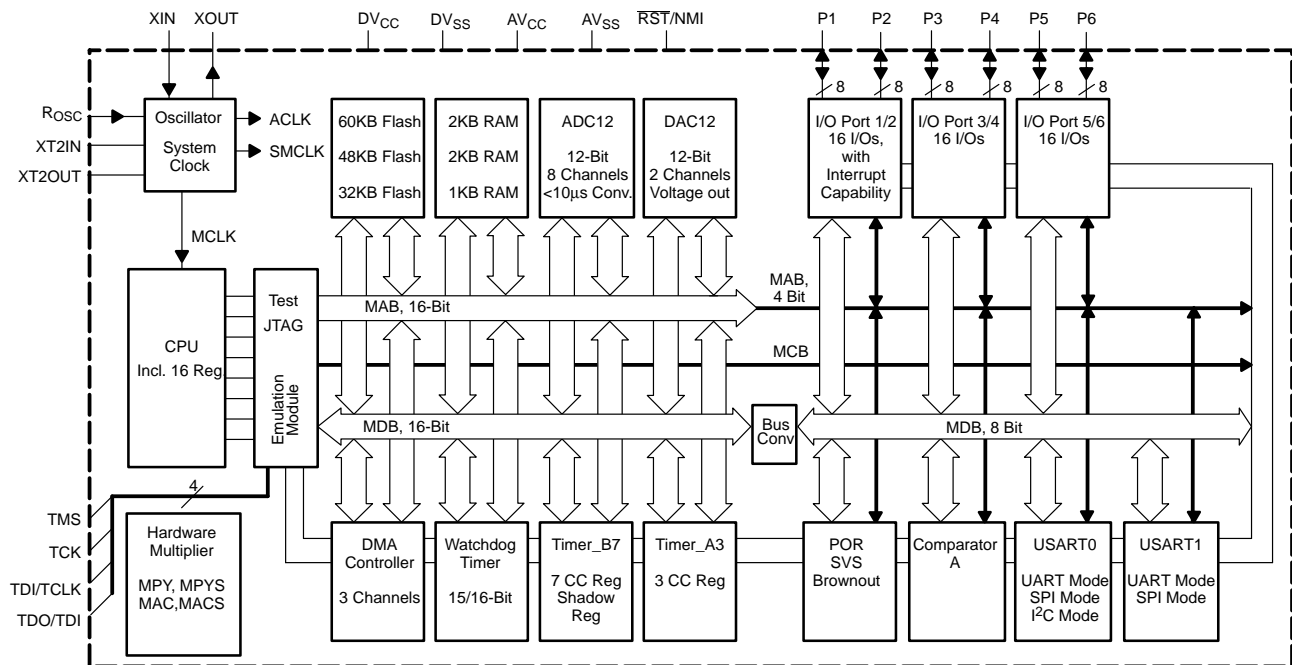 XIN XOUT DV_CC DV_SS AV_CC AV_SS RST/NMI P1 P2 P3 P4 P5 P6
8 8 8 8 8 8
R_OSC
XT2IN
XT2OUT
Oscillator
System
Clock
ACLK
SMCLK
MCLK
60KB Flash
48KB Flash
32KB Flash
2KB RAM
2KB RAM
1KB RAM
ADC12
12-Bit
8 Channels
<10μs Conv.
DAC12
12-Bit
2 Channels
Voltage out
I/O Port 1/2
16 I/Os,
with
Interrupt
Capability
I/O Port 3/4
16 I/Os
I/O Port 5/6
16 I/Os
CPU
Incl. 16 Reg.
Test
JTAG
Emulation
Module
MAB, 16-Bit
MAB,
4 Bit
MCB
MDB, 16-Bit
Bus
Conv
MDB, 8 Bit
4
TMS
TCK
TDI/TCLK
TDO/TDI
Hardware
Multiplier
MPY, MPYS
MAC,MACS
DMA
Controller
3 Channels
Watchdog
Timer
15/16-Bit
Timer_B7
7 CC Reg
Shadow
Reg
Timer_A3
3 CC Reg
POR
SVS
Brownout
Comparator
A
USART0
UART Mode
SPI Mode
I²C Mode
USART1
UART Mode
SPI Mode